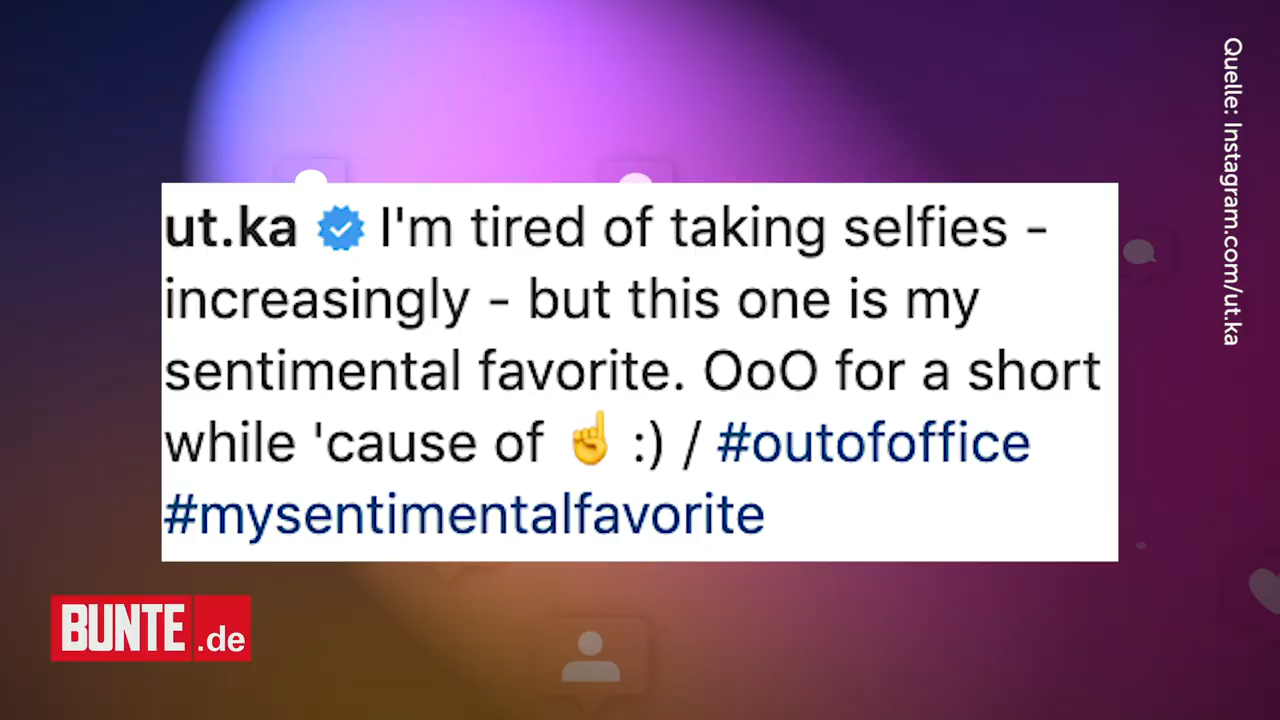 Quelle: Instagram.com/ut.ka
ut.ka I'm tired of taking selfies -
increasingly - but this one is my
sentimental favorite. OoO for a short
while 'cause of ☝️ :) / #outofoffice
#mysentimentalfavorite
BUNTE.de